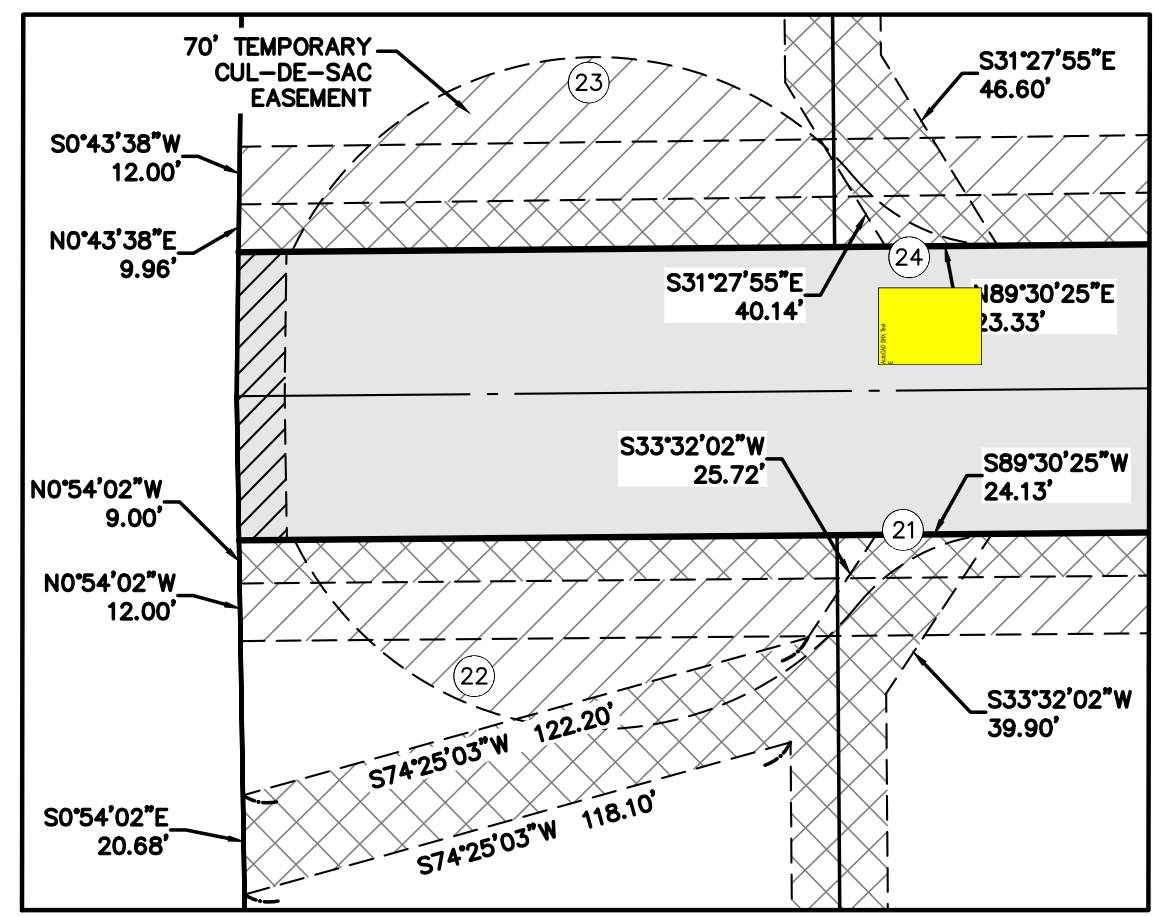 70' TEMPORARY
CUL-DE-SAC
EASEMENT
23
S31°27'55"E
46.60'
S0°43'38"W
12.00'
N0°43'38"E
9.96'
24
S31°27'55"E
40.14'
N89°30'25"E
23.33'
AutoCAD SHX Text
E
S33°32'02"W
25.72'
S89°30'25"W
24.13'
N0°54'02"W
9.00'
21
N0°54'02"W
12.00'
22
S33°32'02"W
39.90'
S74°25'03"W 122.20'
S74°25'03"W 118.10'
S0°54'02"E
20.68'